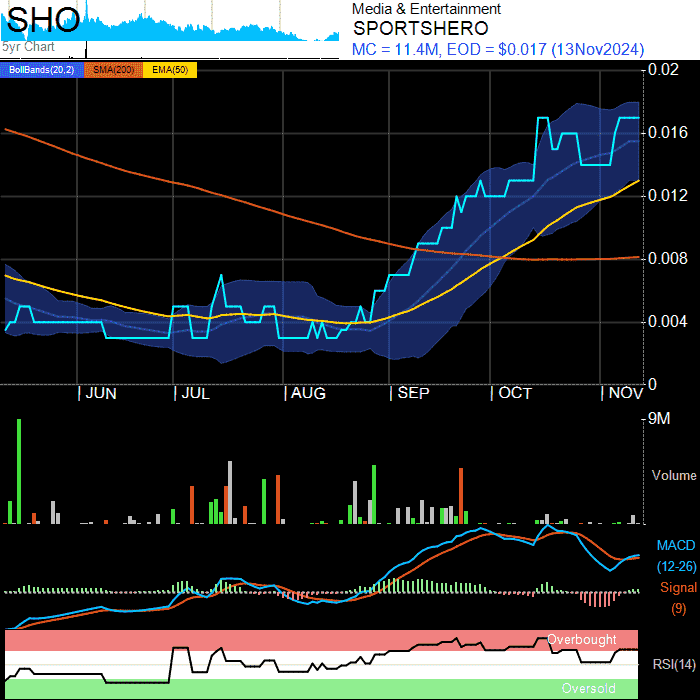 SHO
5yr Chart
Media & Entertainment
SPORTSHERO
MC = 11.4M, EOD = $0.017 (13Nov2024)
BollBands(20,2) SMA(200) EMA(50)
0.02
0.016
0.012
0.008
0.004
0
| JUN | JUL | AUG | SEP | OCT | NOV
9M
Volume
MACD
(12-26)
Signal
(9)
Overbought
RSI(14)
Oversold